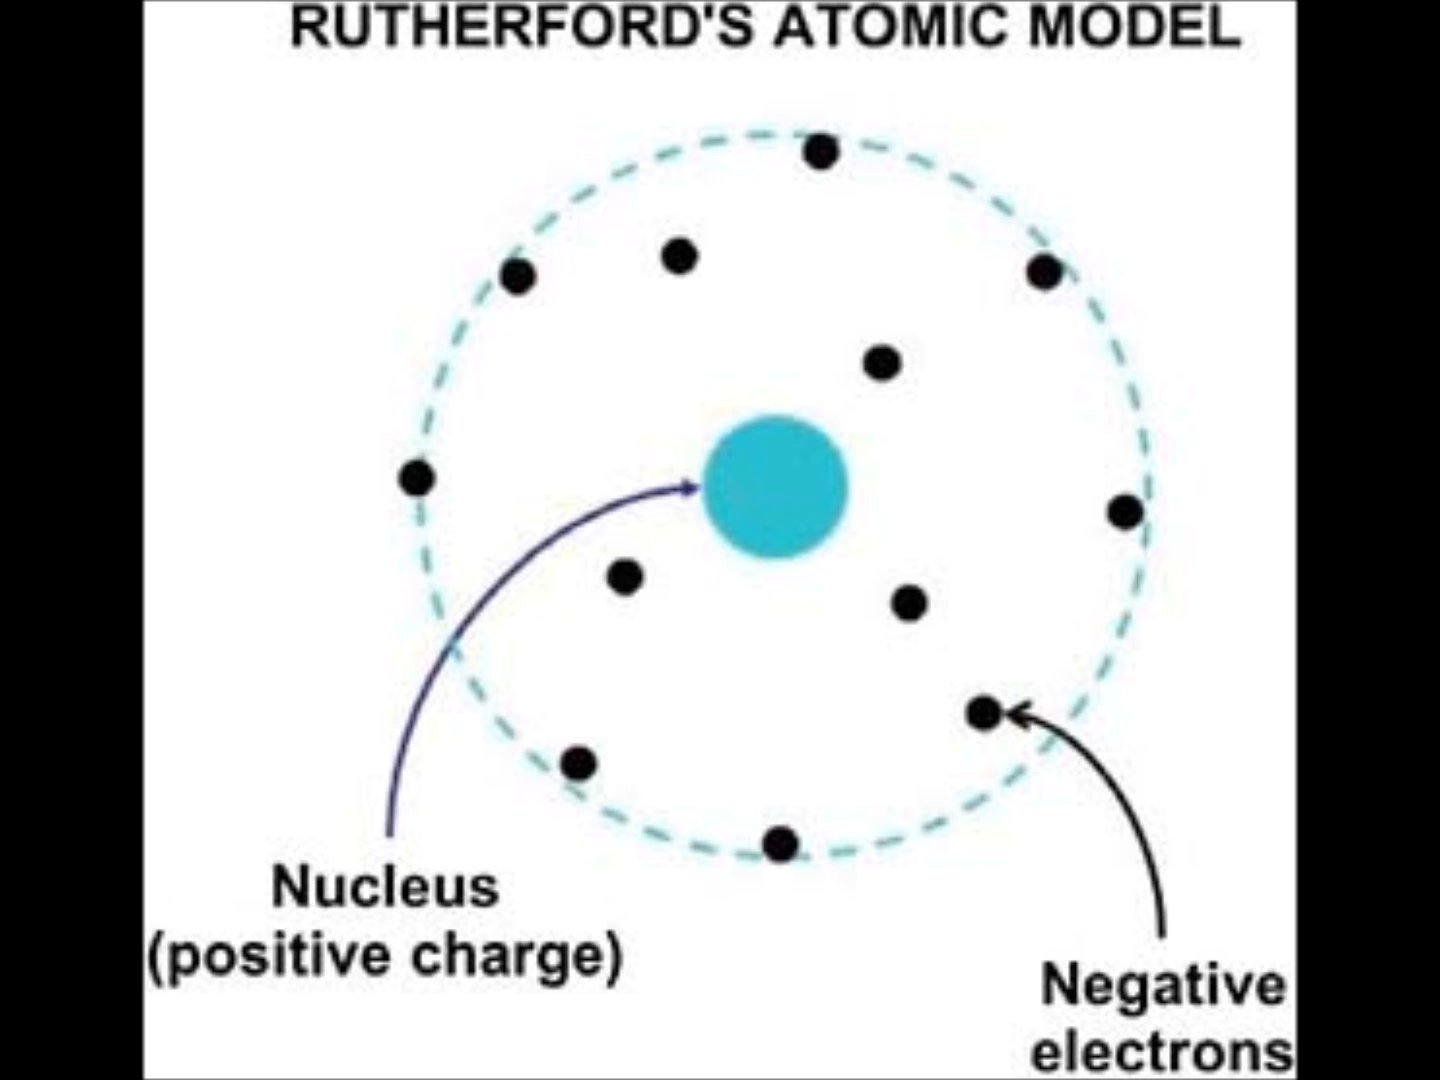 RUTHERFORD'S ATOMIC MODEL
Nucleus
(positive charge)
Negative
electrons